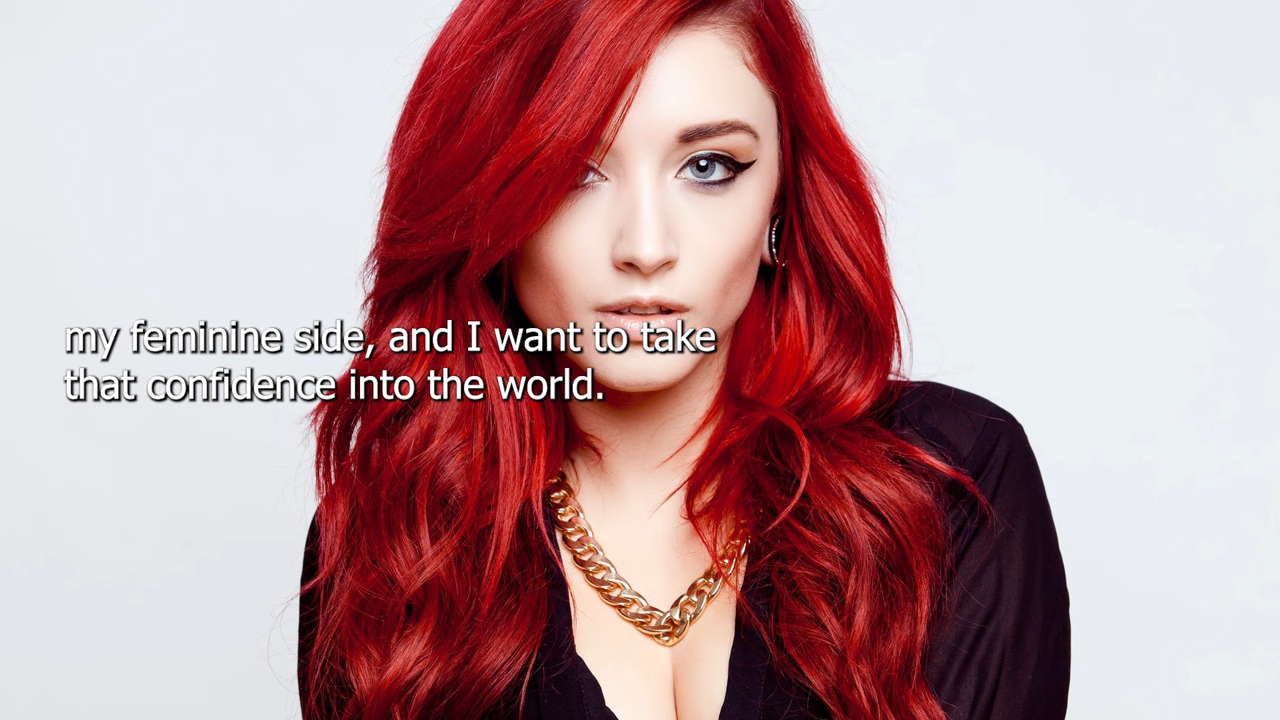 my feminine side, and I want to take
that confidence into the world.